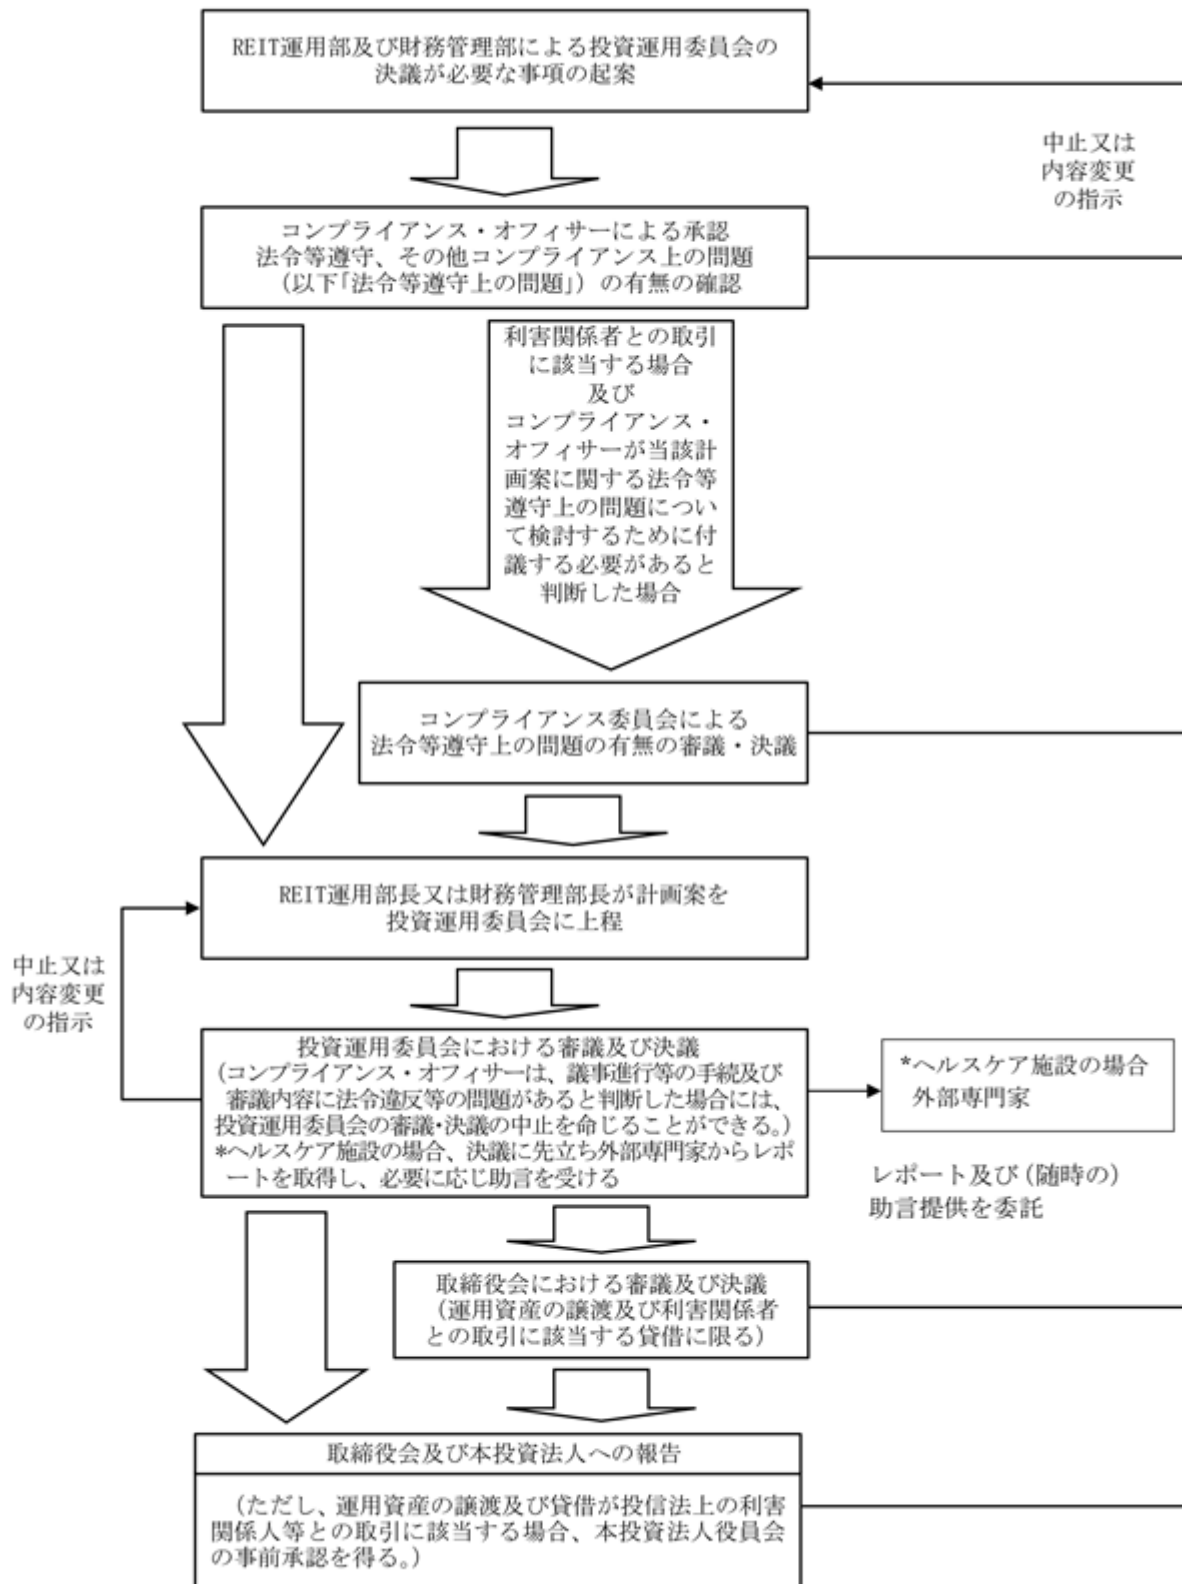 REIT運用部及び財務管理部による投資運用委員会の
決議が必要な事項の起案
中止又は
内容変更
の指示
コンプライアンス・オフィサーによる承認
法令等遵守、その他コンプライアンス上の問題
(以下「法令等遵守上の問題」)の有無の確認
利害関係者との取引
に該当する場合
及び
コンプライアンス・
オフィサーが当該計
画案に関する法令等
遵守上の問題につい
て検討するために付
議する必要があると
判断した場合
コンプライアンス委員会による
法令等遵守上の問題の有無の審議・決議
REIT運用部長又は財務管理部長が計画案を
投資運用委員会に上程
中止又は
内容変更
の指示
投資運用委員会における審議及び決議
(コンプライアンス・オフィサーは、議事進行等の手続及び
審議内容に法令違反等の問題があると判断した場合には、
投資運用委員会の審議・決議の中止を命じることができる。)
*ヘルスケア施設の場合、決議に先立ち外部専門家からレポ
ートを取得し、必要に応じ助言を受ける
*ヘルスケア施設の場合
外部専門家
レポート及び(随時の)
助言提供を委託
取締役会における審議及び決議
(運用資産の譲渡及び利害関係者
との取引に該当する貸借に限る)
取締役会及び本投資法人への報告
(ただし、運用資産の譲渡及び貸借が投信法上の利害
関係人等との取引に該当する場合、本投資法人役員会
の事前承認を得る。)